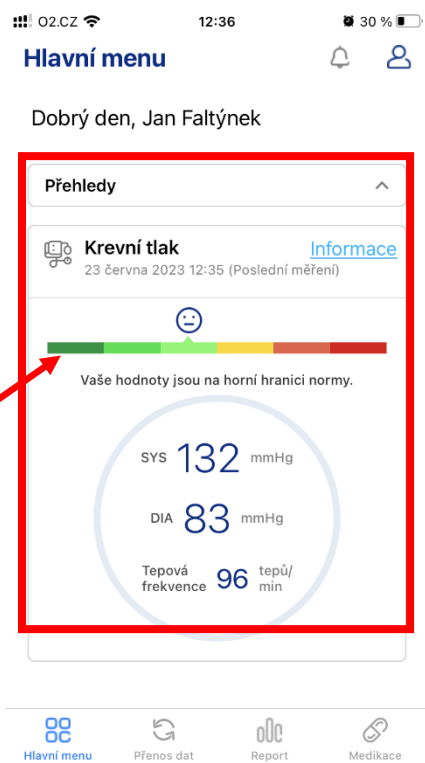 O2.CZ 12:36 30 %
Hlavní menu
Dobrý den, Jan Faltýnek
Přehledy
Krevní tlak Informace
23 června 2023 12:35 (Poslední měření)
Vaše hodnoty jsou na horní hranici normy.
SYS 132 mmHg
DIA 83 mmHg
Tepová frekvence 96 tepů/ min
Hlavní menu Přenos dat Report Medikace